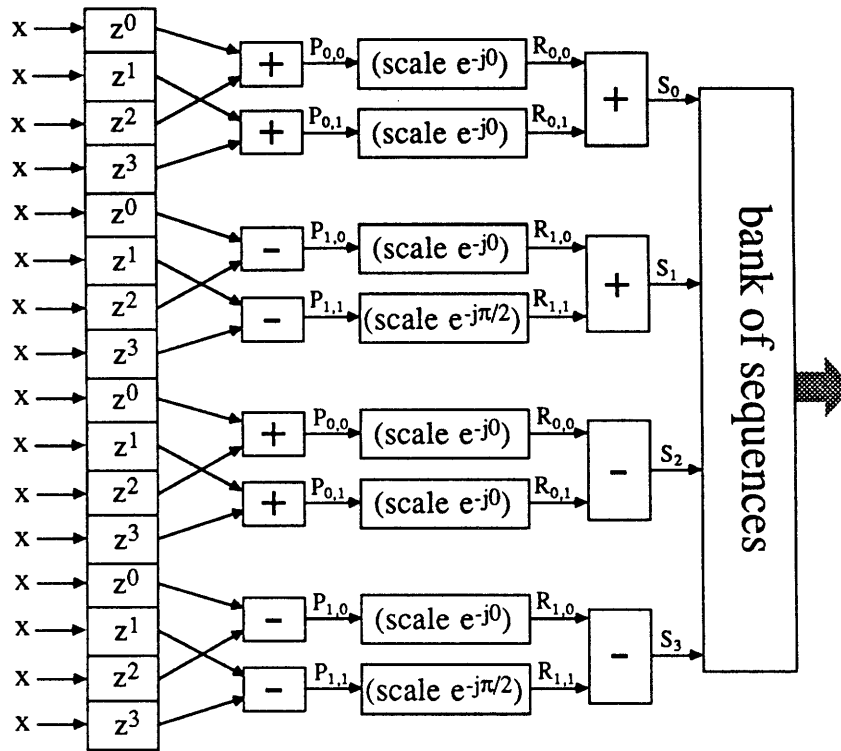 x z⁰
x z¹
x z²
x z³
+ P₀,₀ (scale e⁻ʲ⁰) R₀,₀
+ P₀,₁ (scale e⁻ʲ⁰) R₀,₁
+ S₀
x z⁰
x z¹
x z²
x z³
- P₁,₀ (scale e⁻ʲ⁰) R₁,₀
- P₁,₁ (scale e^-jπ/2) R₁,₁
+ S₁
x z⁰
x z¹
x z²
x z³
+ P₀,₀ (scale e⁻ʲ⁰) R₀,₀
+ P₀,₁ (scale e⁻ʲ⁰) R₀,₁
- S₂
x z⁰
x z¹
x z²
x z³
- P₁,₀ (scale e⁻ʲ⁰) R₁,₀
- P₁,₁ (scale e^-jπ/2) R₁,₁
- S₃
bank of sequences